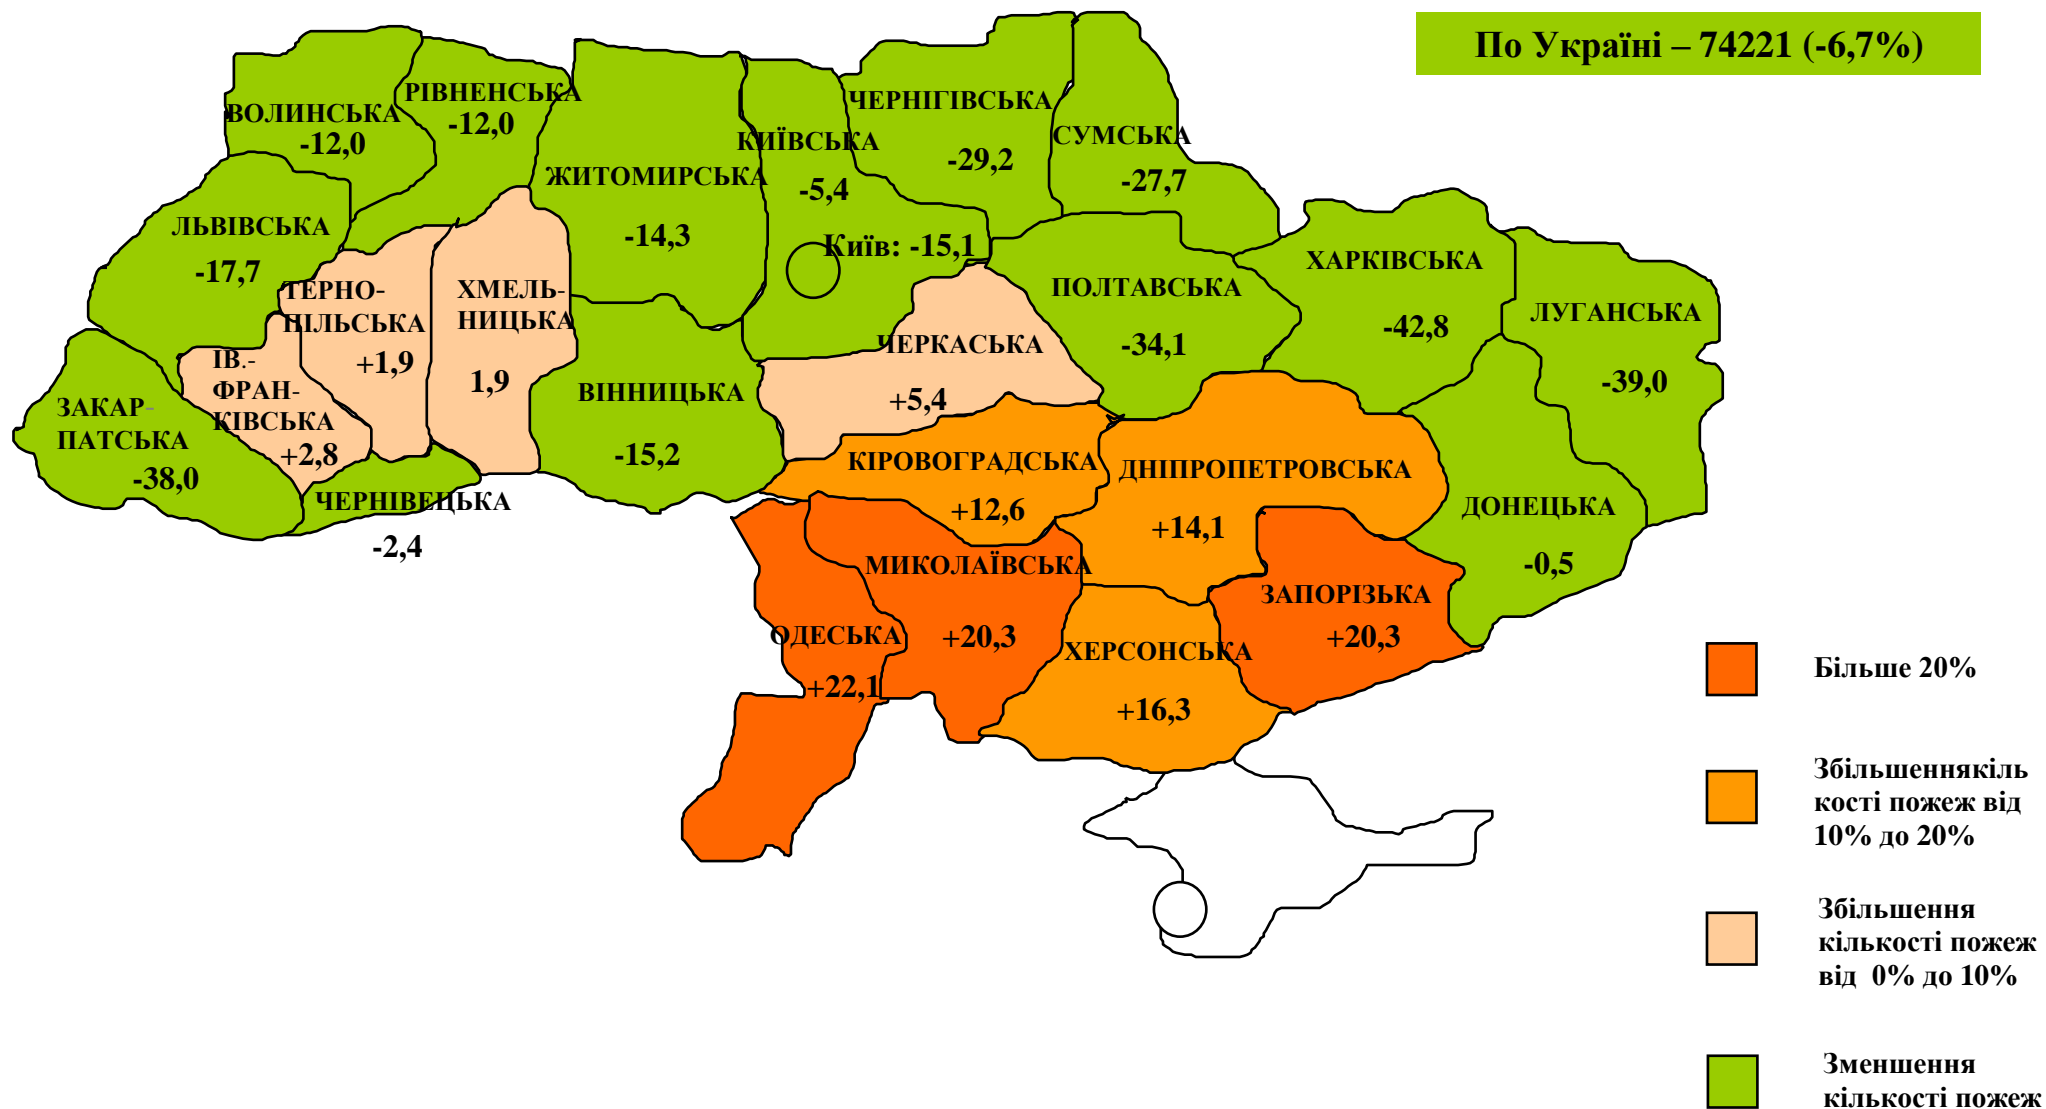 По Україні – 74221 (-6,7%)
ВОЛИНСЬКА
-12,0
РІВНЕНСЬКА
-12,0
ЖИТОМИРСЬКА
-14,3
КИЇВСЬКА
-5,4
Київ: -15,1
ЧЕРНІГІВСЬКА
-29,2
СУМСЬКА
-27,7
ЛЬВІВСЬКА
-17,7
ТЕРНО-
ПІЛЬСЬКА
+1,9
ХМЕЛЬ-
НИЦЬКА
1,9
ІВ.-
ФРАН-
КІВСЬКА
+2,8
ЗАКАР-
ПАТСЬКА
-38,0
ЧЕРНІВЕЦЬКА
-2,4
ВІННИЦЬКА
-15,2
ЧЕРКАСЬКА
+5,4
ПОЛТАВСЬКА
-34,1
ХАРКІВСЬКА
-42,8
ЛУГАНСЬКА
-39,0
КІРОВОГРАДСЬКА
+12,6
ДНІПРОПЕТРОВСЬКА
+14,1
ДОНЕЦЬКА
-0,5
ОДЕСЬКА
+22,1
МИКОЛАЇВСЬКА
+20,3
ХЕРСОНСЬКА
+16,3
ЗАПОРІЗЬКА
+20,3
Більше 20%
Збільшеннякіль
кості пожеж від
10% до 20%
Збільшення
кількості пожеж
від 0% до 10%
Зменшення
кількості пожеж